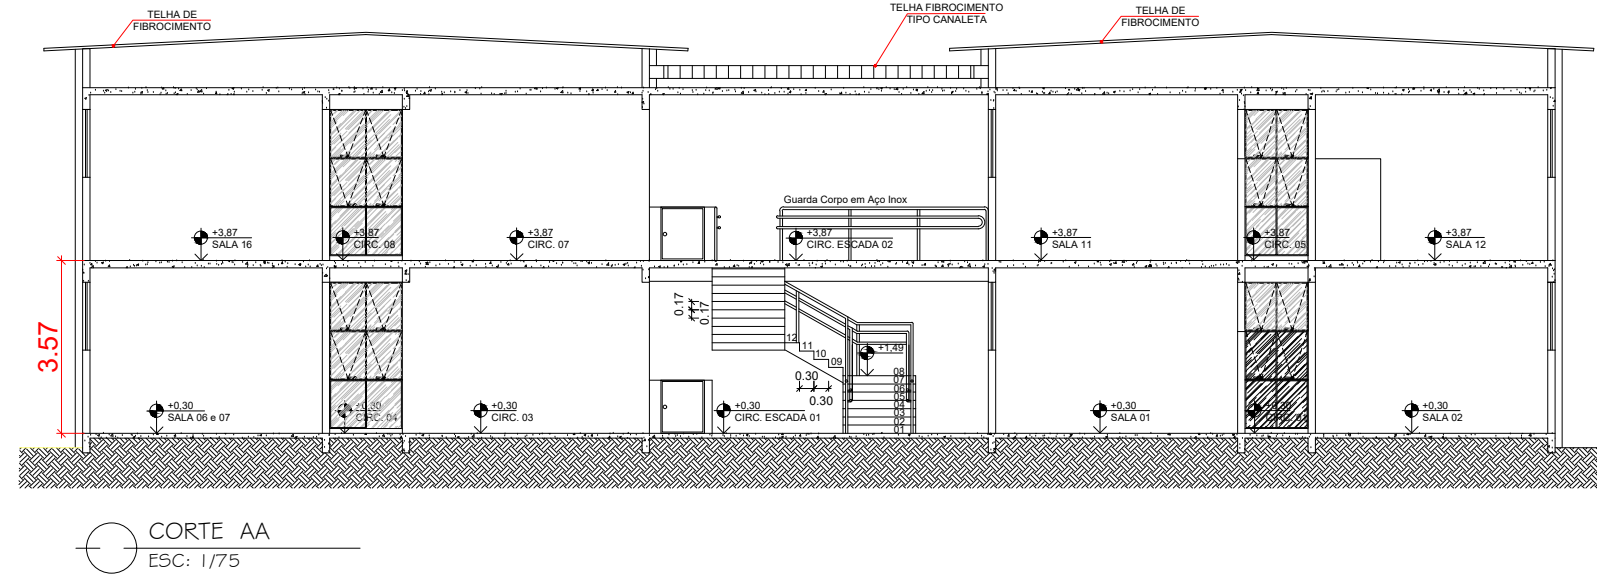 TELHA DE
FIBROCIMENTO
TELHA FIBROCIMENTO
TIPO CANALETA
TELHA DE
FIBROCIMENTO
Guarda Corpo em Aço Inox
+3,87
SALA 16
+3,87
CIRC. 08
+3,87
CIRC. 07
+3,87
CIRC. ESCADA 02
+3,87
SALA 11
+3,87
CIRC. 05
+3,87
SALA 12
3.57
0.17
0.17
12
11
10
09
+1,49
0.30
0.30
08
07
06
05
04
03
02
01
+0,30
SALA 06 e 07
+0,30
CIRC. 04
+0,30
CIRC. 03
+0,30
CIRC. ESCADA 01
+0,30
SALA 01
+0,30
SALA 02
CORTE AA
ESC: 1/75